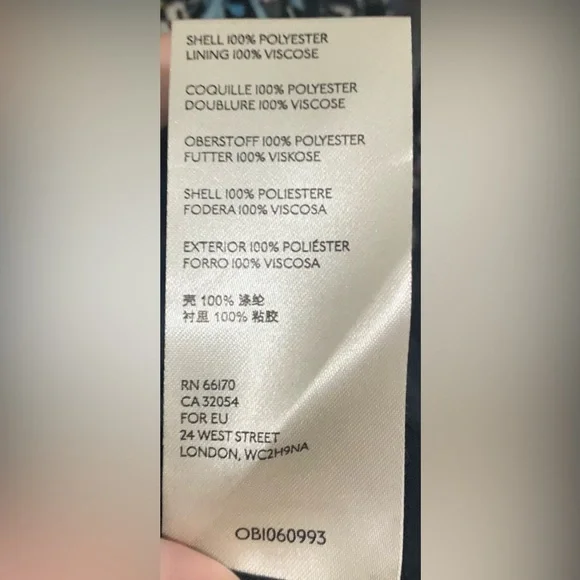 SHELL 100% POLYESTER
LINING 100% VISCOSE
COQUILLE 100% POLYESTER
DOUBLURE 100% VISCOSE
OBERSTOFF 100% POLYESTER
FUTTER 100% VISKOSE
SHELL 100% POLIESTERE
FODERA 100% VISCOSA
EXTERIOR 100% POLIÉSTER
FORRO 100% VISCOSA
壳 100% 涤纶
衬里 100% 粘胶
RN 66170
CA 32054
FOR EU
24 WEST STREET
LONDON, WC2H9NA
OB1060993